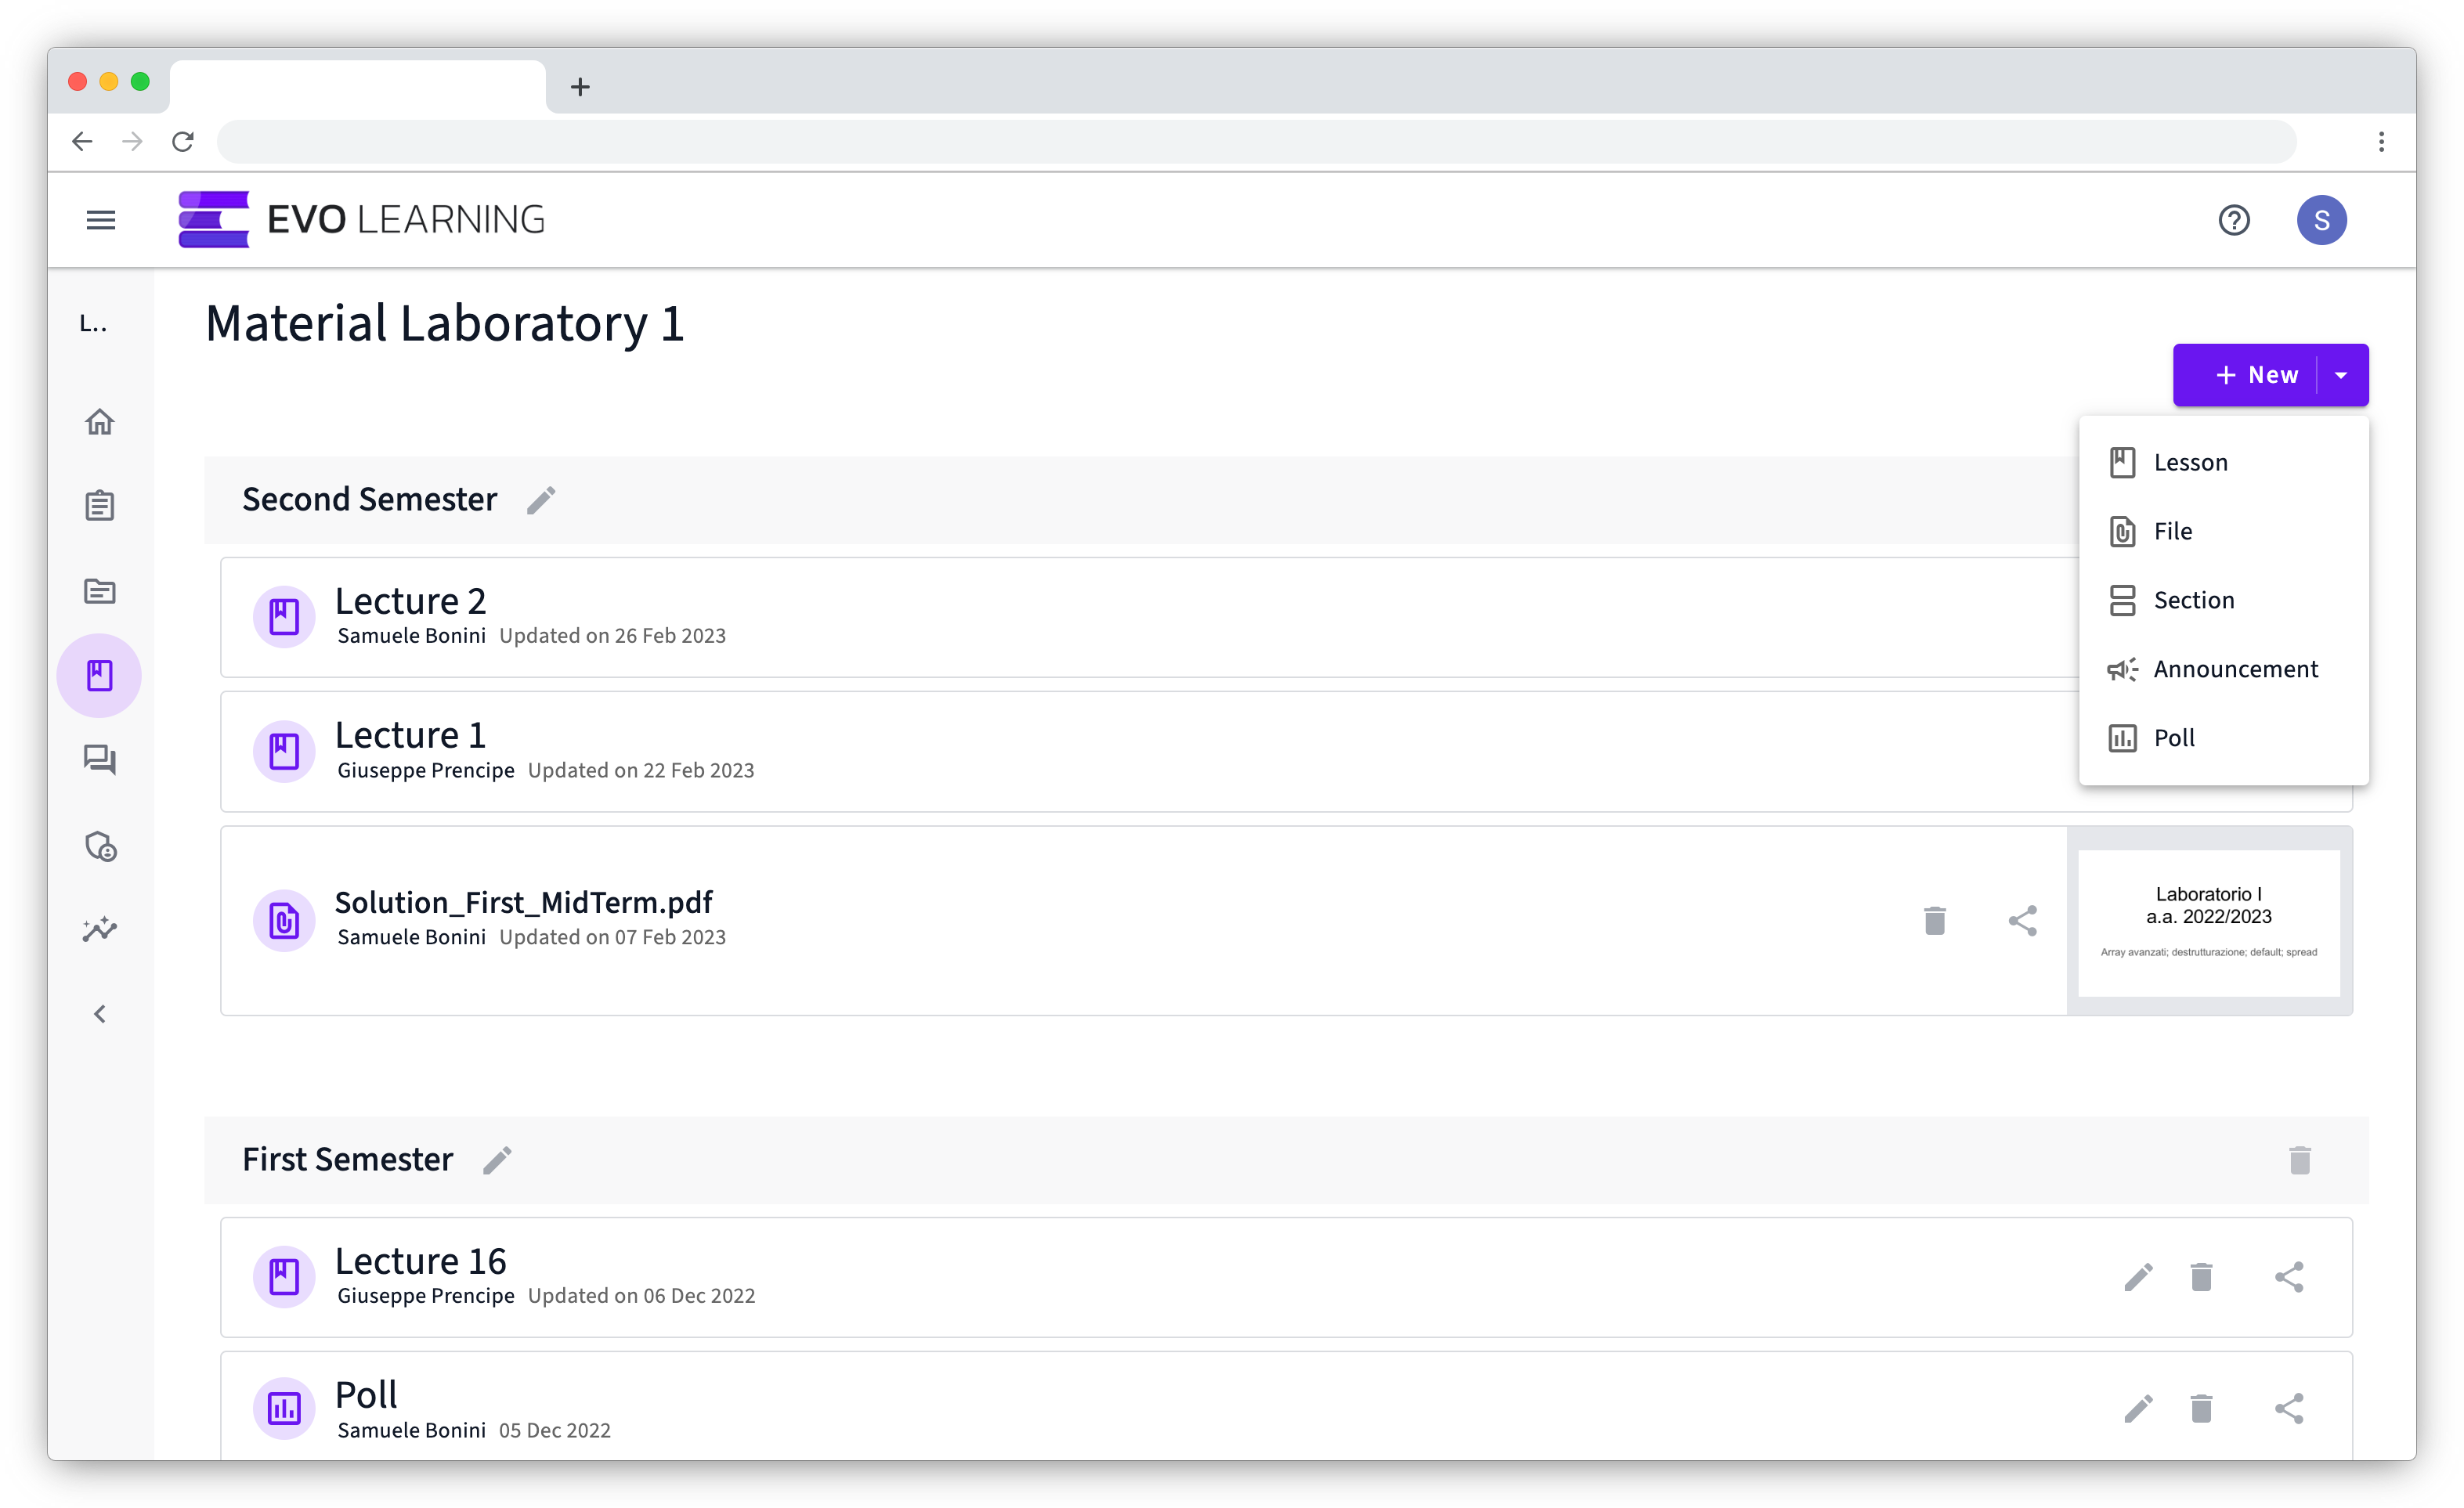 EVO LEARNING
S
L..
Material Laboratory 1
+ New
Lesson
File
Section
Announcement
Poll
Second Semester
Lecture 2
Samuele Bonini Updated on 26 Feb 2023
Lecture 1
Giuseppe Prencipe Updated on 22 Feb 2023
Solution_First_MidTerm.pdf
Samuele Bonini Updated on 07 Feb 2023
Laboratorio I
a.a. 2022/2023
Array avanzati; destrutturazione; default; spread
First Semester
Lecture 16
Giuseppe Prencipe Updated on 06 Dec 2022
Poll
Samuele Bonini 05 Dec 2022